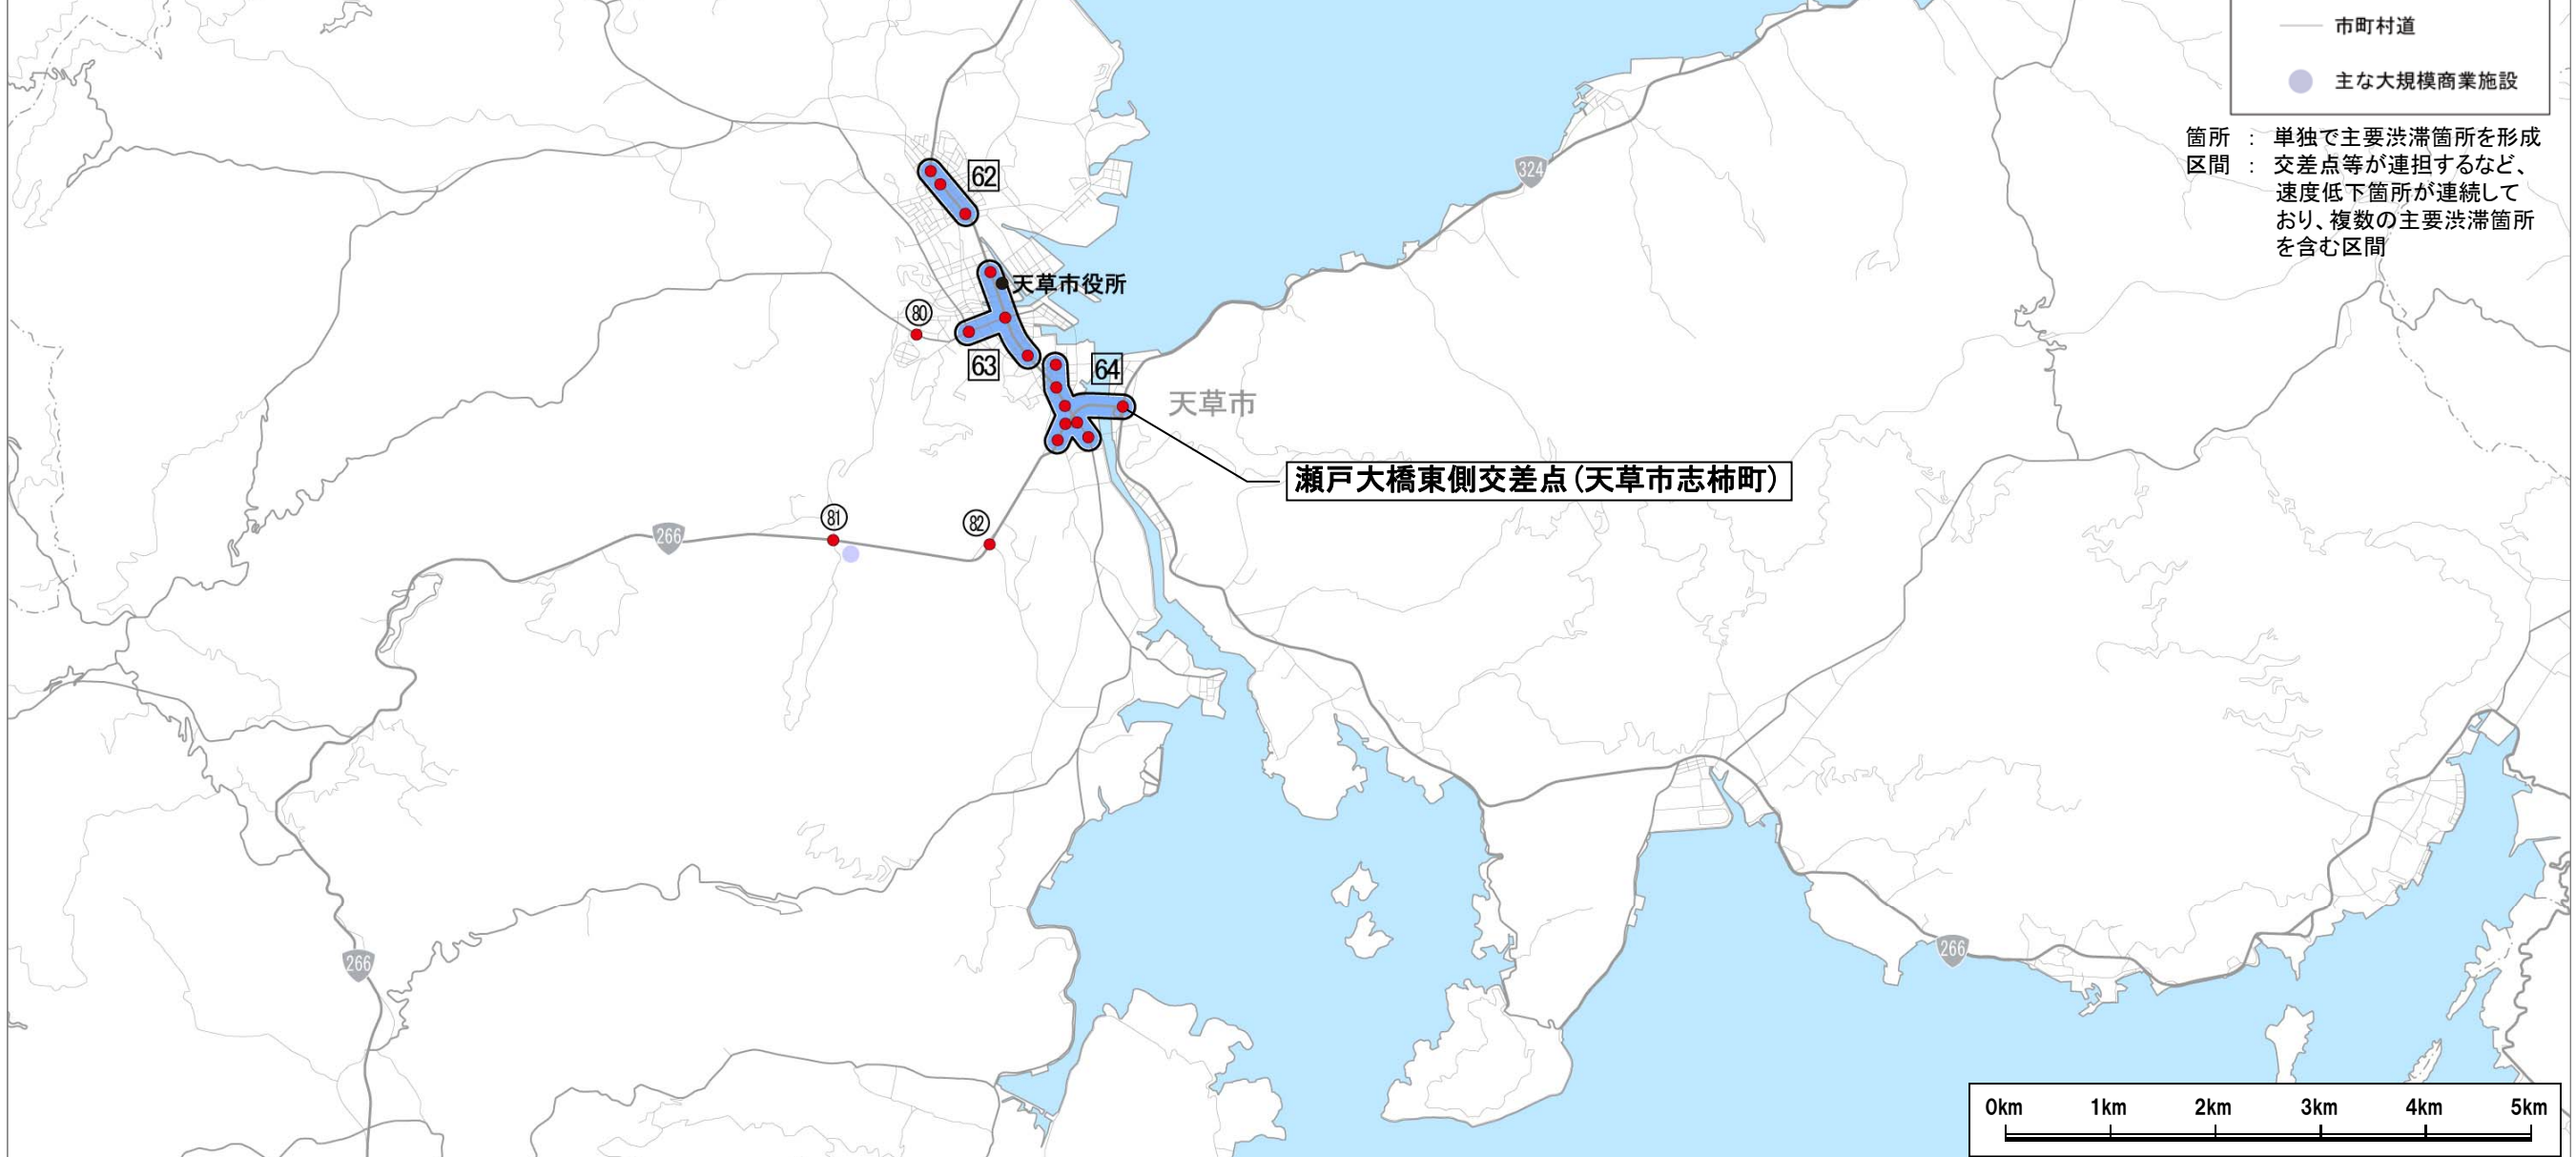 市町村道
主な大規模商業施設
箇所 : 単独で主要渋滞箇所を形成
区間 : 交差点等が連担するなど、
速度低下箇所が連続して
おり、複数の主要渋滞箇所
を含む区間
324
62
天草市役所
⑧⓪
63
64
天草市
瀬戸大橋東側交差点(天草市志柿町)
266
㊁
82
266
266
0km 1km 2km 3km 4km 5km